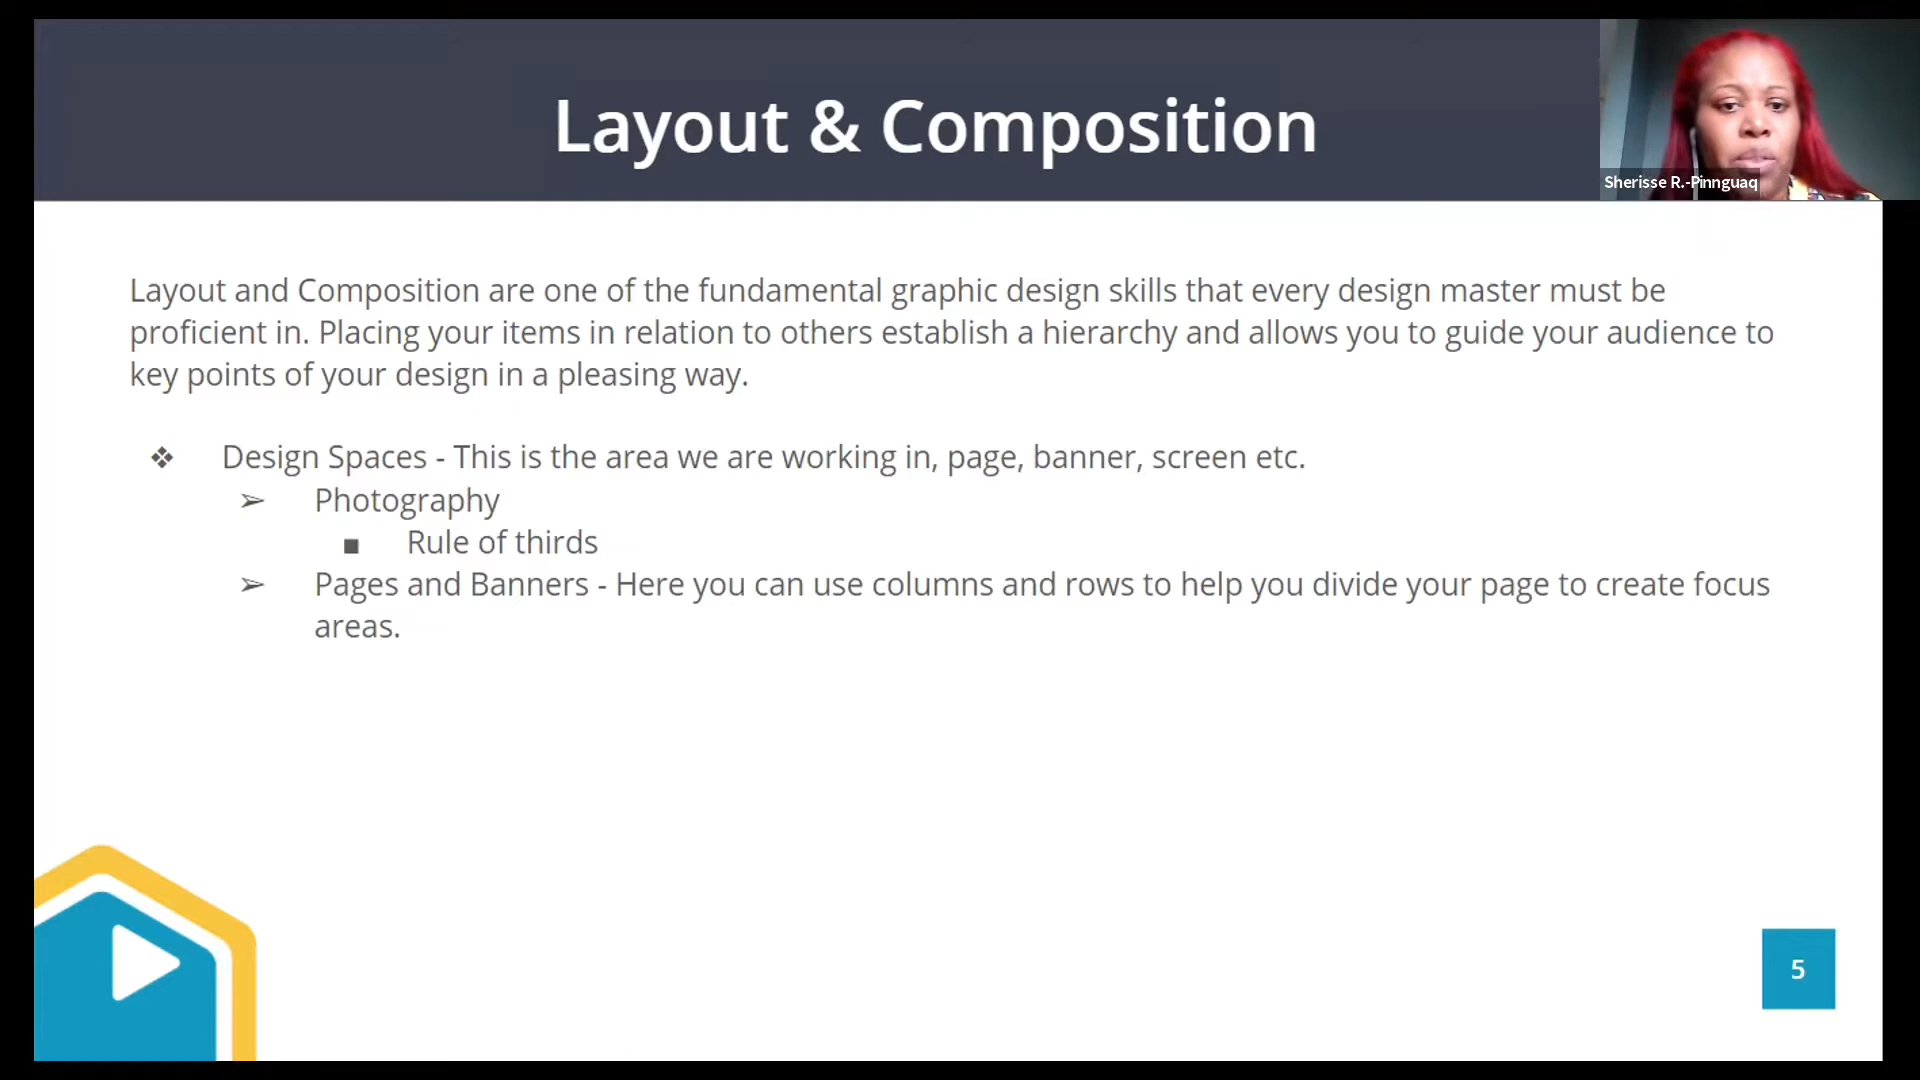 Layout & Composition
Sherisse R.-Pinnguaq
Layout and Composition are one of the fundamental graphic design skills that every design master must be
proficient in. Placing your items in relation to others establish a hierarchy and allows you to guide your audience to
key points of your design in a pleasing way.
❖ Design Spaces - This is the area we are working in, page, banner, screen etc.
➢ Photography
■ Rule of thirds
➢ Pages and Banners - Here you can use columns and rows to help you divide your page to create focus
areas.
5